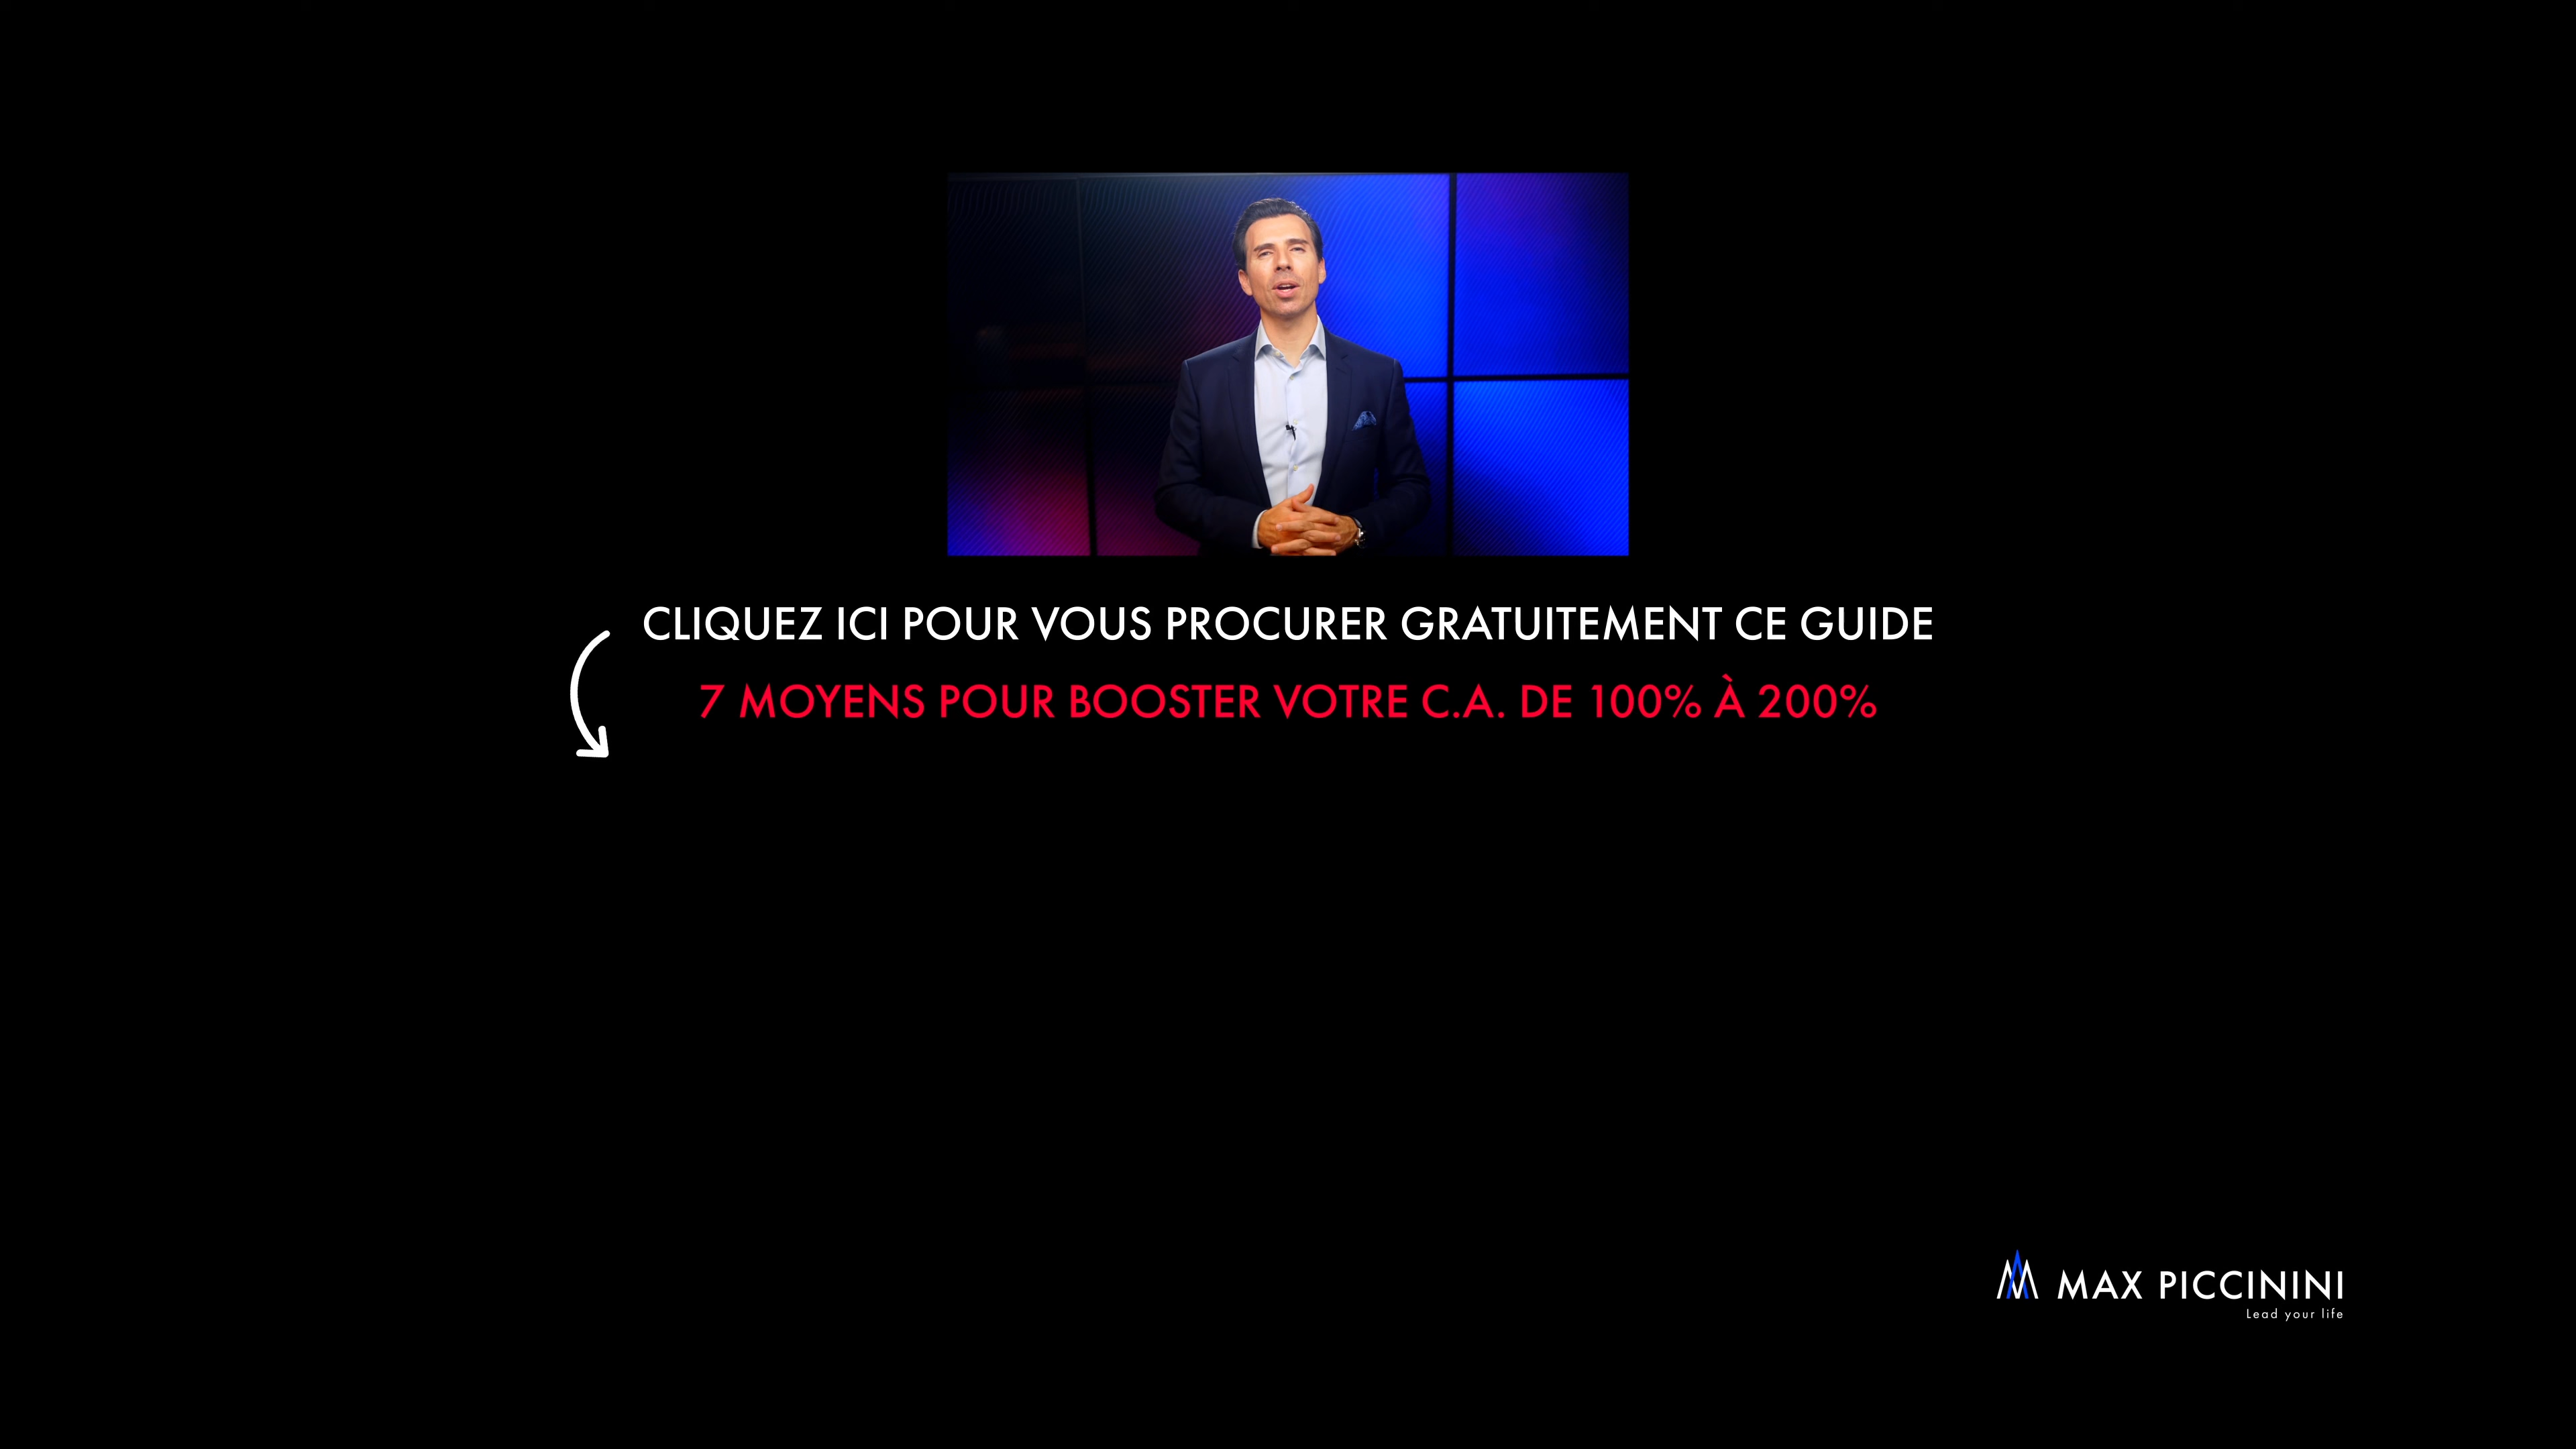 CLIQUEZ ICI POUR VOUS PROCURER GRATUITEMENT CE GUIDE
7 MOYENS POUR BOOSTER VOTRE C.A. DE 100% À 200%
MAX PICCININI
Lead your life